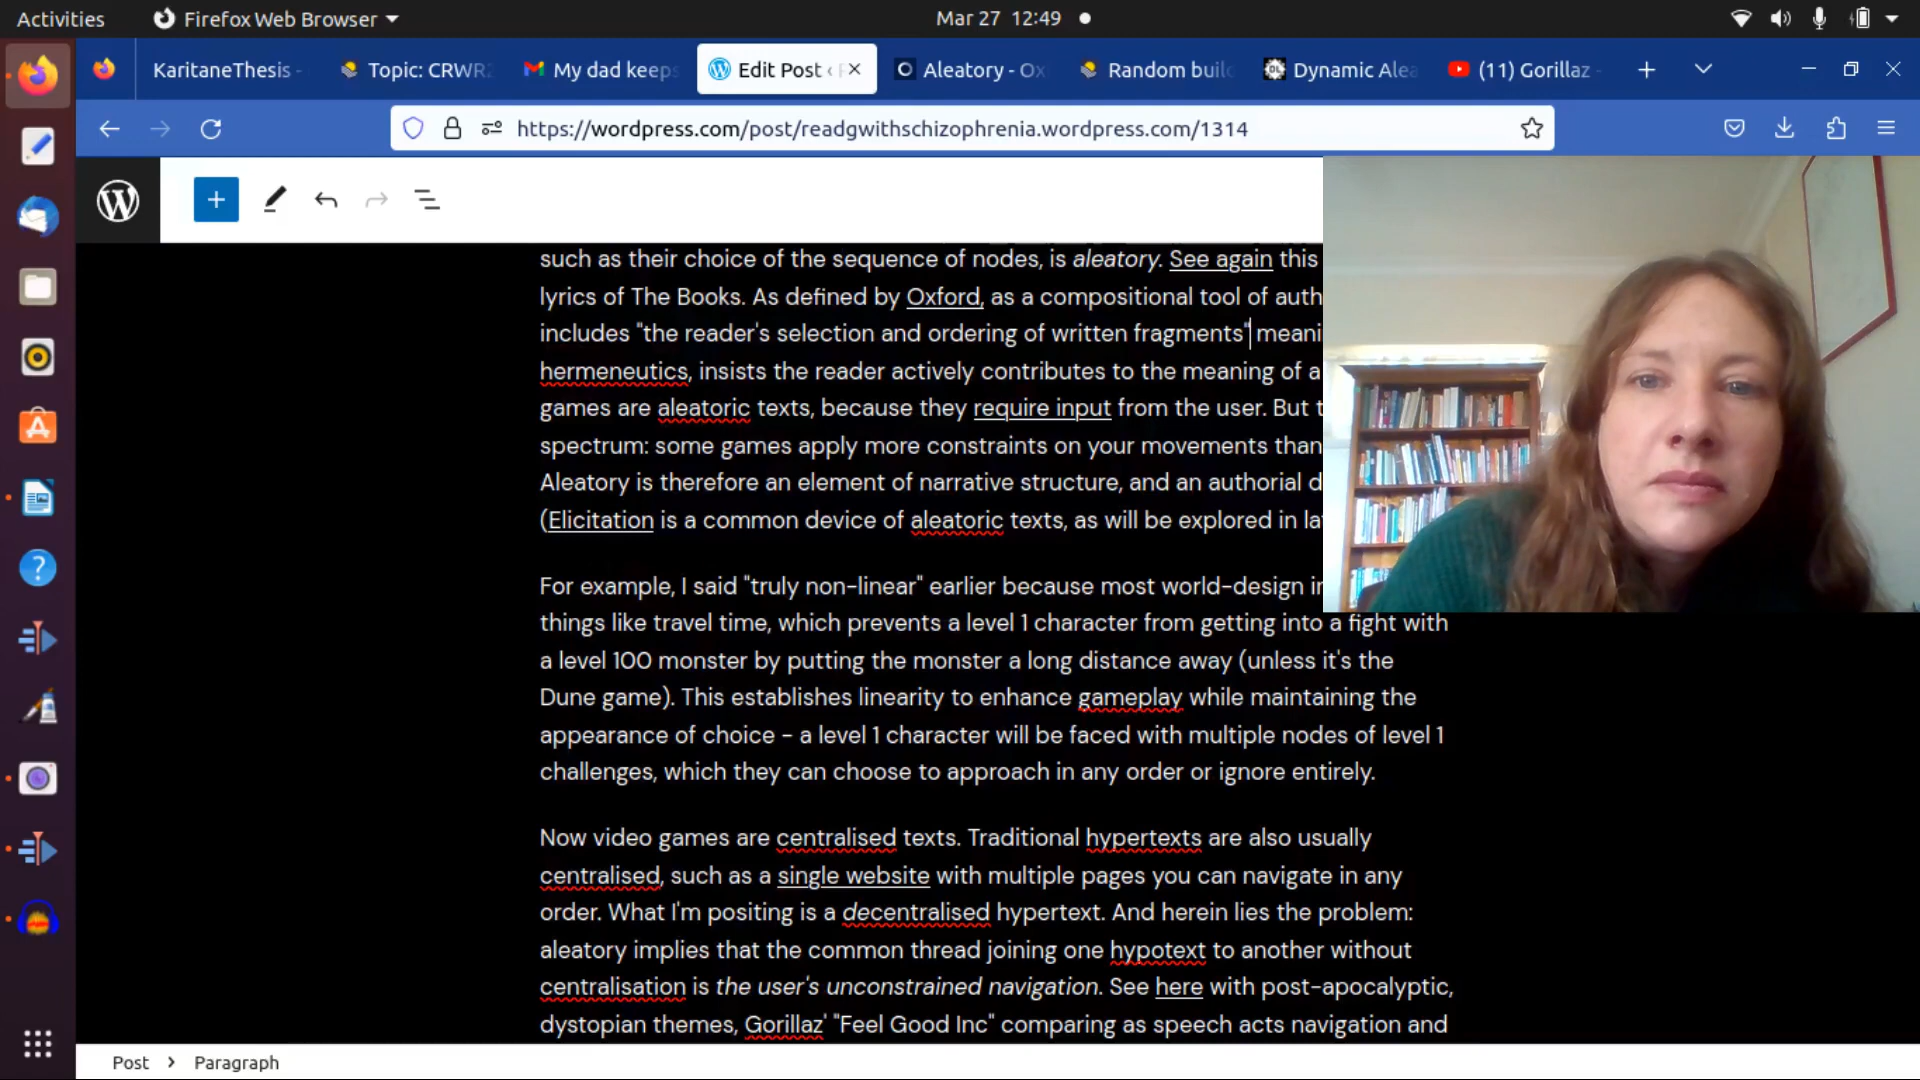 Activities
Firefox Web Browser
Mar 27 12:49
KaritaneThesis -
Topic: CRWR
My dad keeps
Edit Post
Aleatory - Ox
Random buil
Dynamic Alea
(11) Gorillaz -
https://wordpress.com/post/readgwithschizophrenia.wordpress.com/1314
such as their choice of the sequence of nodes, is aleatory. See again this
lyrics of The Books. As defined by Oxford, as a compositional tool of auth
includes "the reader's selection and ordering of written fragments" meani
hermeneutics, insists the reader actively contributes to the meaning of a
games are aleatoric texts, because they require input from the user. But t
spectrum: some games apply more constraints on your movements than
Aleatory is therefore an element of narrative structure, and an authorial d
(Elicitation is a common device of aleatoric texts, as will be explored in la
For example, I said "truly non-linear" earlier because most world-design in
things like travel time, which prevents a level 1 character from getting into a fight with
a level 100 monster by putting the monster a long distance away (unless it's the
Dune game). This establishes linearity to enhance gameplay while maintaining the
appearance of choice - a level 1 character will be faced with multiple nodes of level 1
challenges, which they can choose to approach in any order or ignore entirely.
Now video games are centralised texts. Traditional hypertexts are also usually
centralised, such as a single website with multiple pages you can navigate in any
order. What I'm positing is a decentralised hypertext. And herein lies the problem:
aleatory implies that the common thread joining one hypotext to another without
centralisation is the user's unconstrained navigation. See here with post-apocalyptic,
dystopian themes, Gorillaz' "Feel Good Inc" comparing as speech acts navigation and
Post > Paragraph